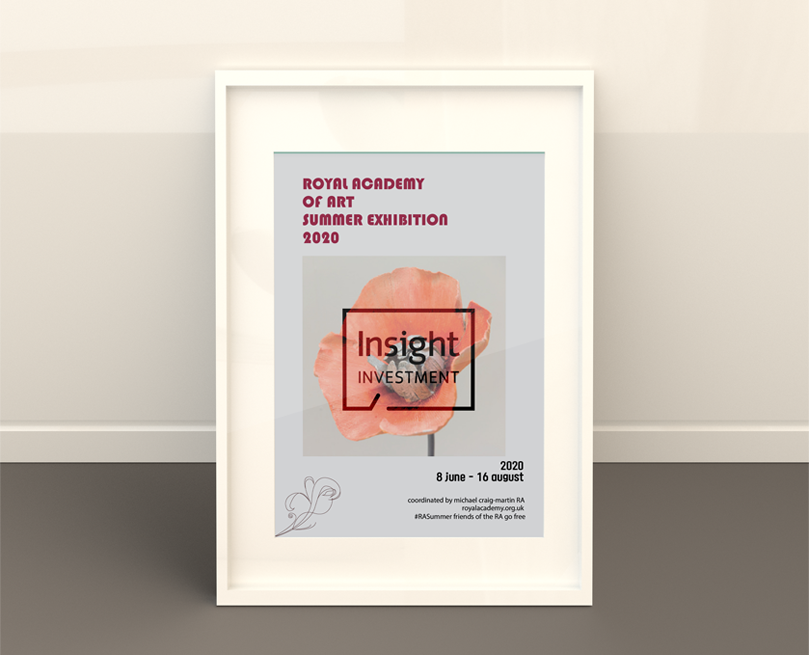 ROYAL ACADEMY
OF ART
SUMMER EXHIBITION
2020
Insight
INVESTMENT
2020
8 june - 16 august
coordinated by michael craig-martin RA
royalacademy.org.uk
#RASummer friends of the RA go free